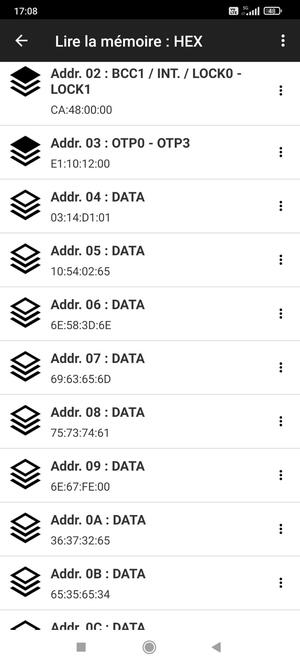 17:08
48
Lire la mémoire : HEX
Addr. 02 : BCC1 / INT. / LOCK0 -
LOCK1
CA:48:00:00
Addr. 03 : OTP0 - OTP3
E1:10:12:00
Addr. 04 : DATA
03:14:D1:01
Addr. 05 : DATA
10:54:02:65
Addr. 06 : DATA
6E:58:3D:6E
Addr. 07 : DATA
69:63:65:6D
Addr. 08 : DATA
75:73:74:61
Addr. 09 : DATA
6E:67:FE:00
Addr. 0A : DATA
36:37:32:65
Addr. 0B : DATA
65:35:65:34
Addr. 0C : DATA